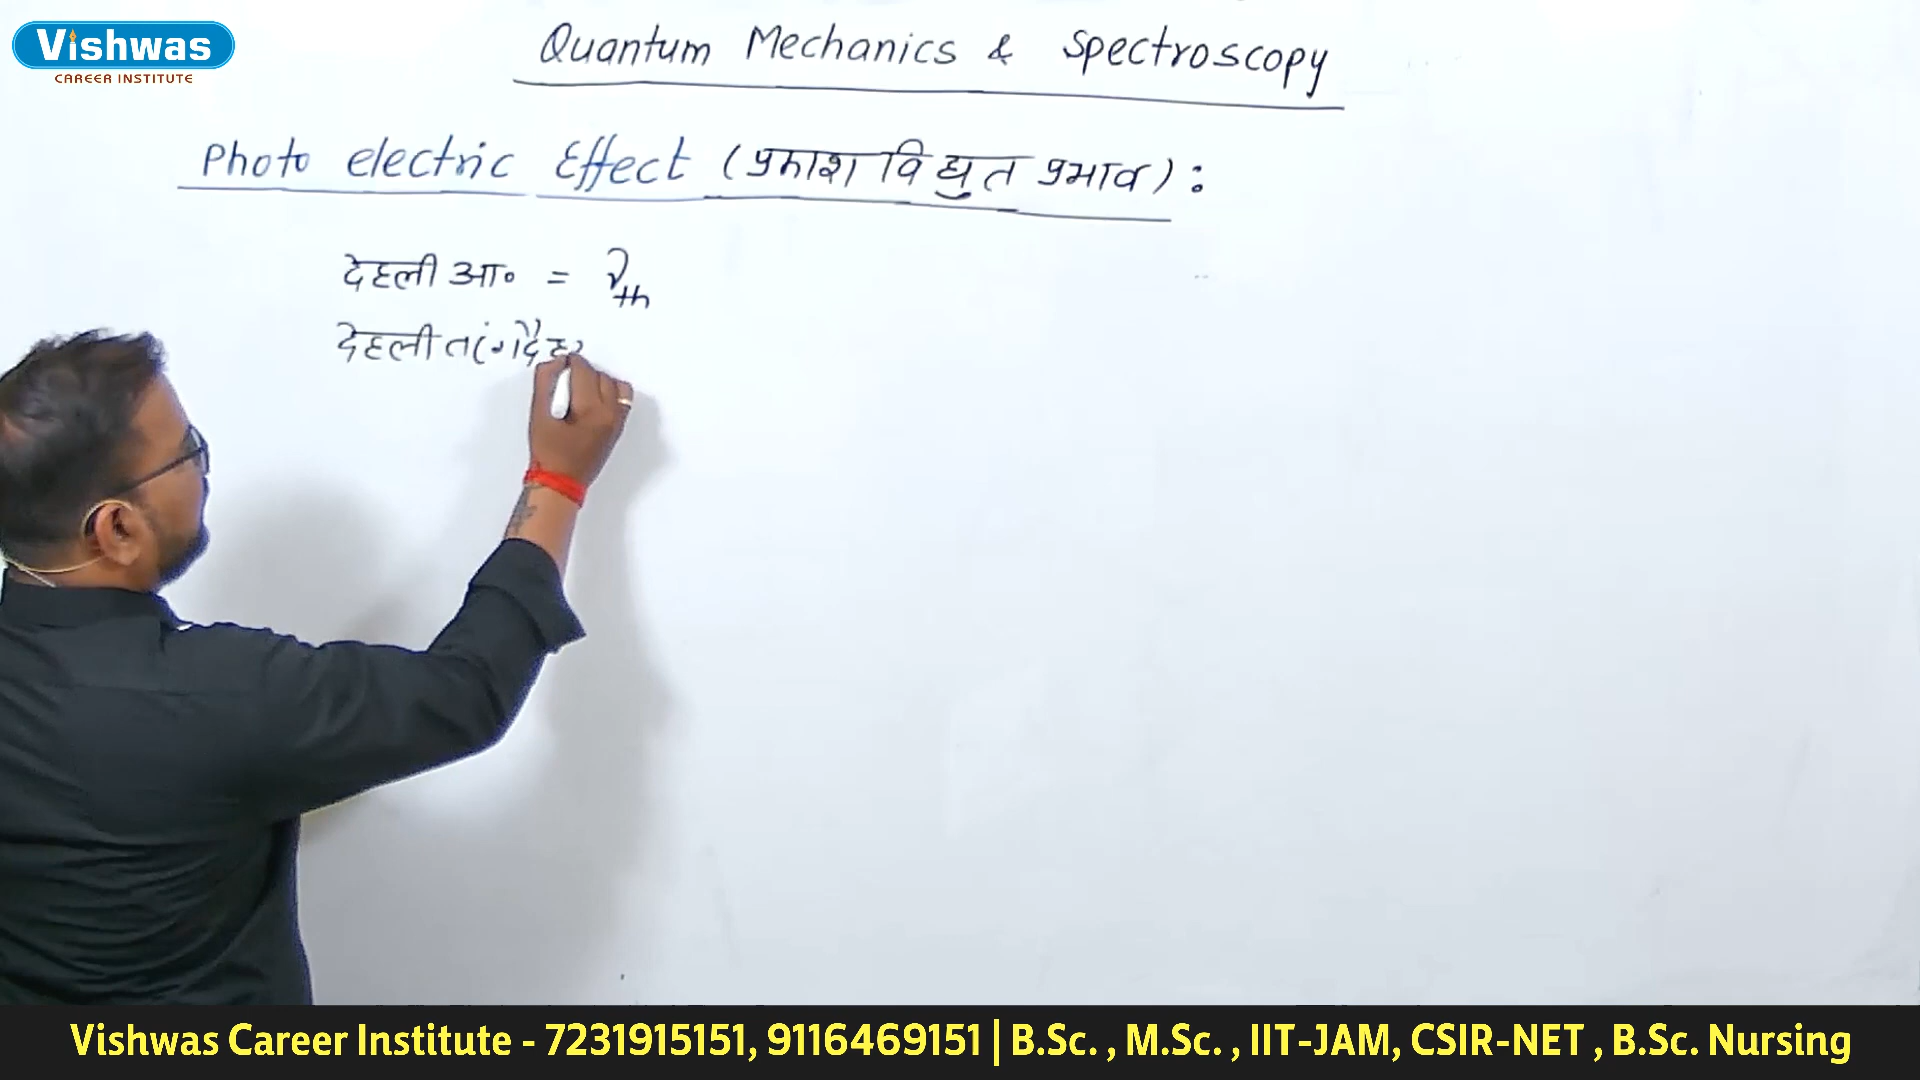 Vishwas
CAREER INSTITUTE
Quantum Mechanics & Spectroscopy
Photo electric Effect (प्रकाश विद्युत प्रभाव) :
देहली आ० = ν_th
देहली तरंगदैर्ध्य
Vishwas Career Institute - 7231915151, 9116469151 | B.Sc. , M.Sc. , IIT-JAM, CSIR-NET , B.Sc. Nursing